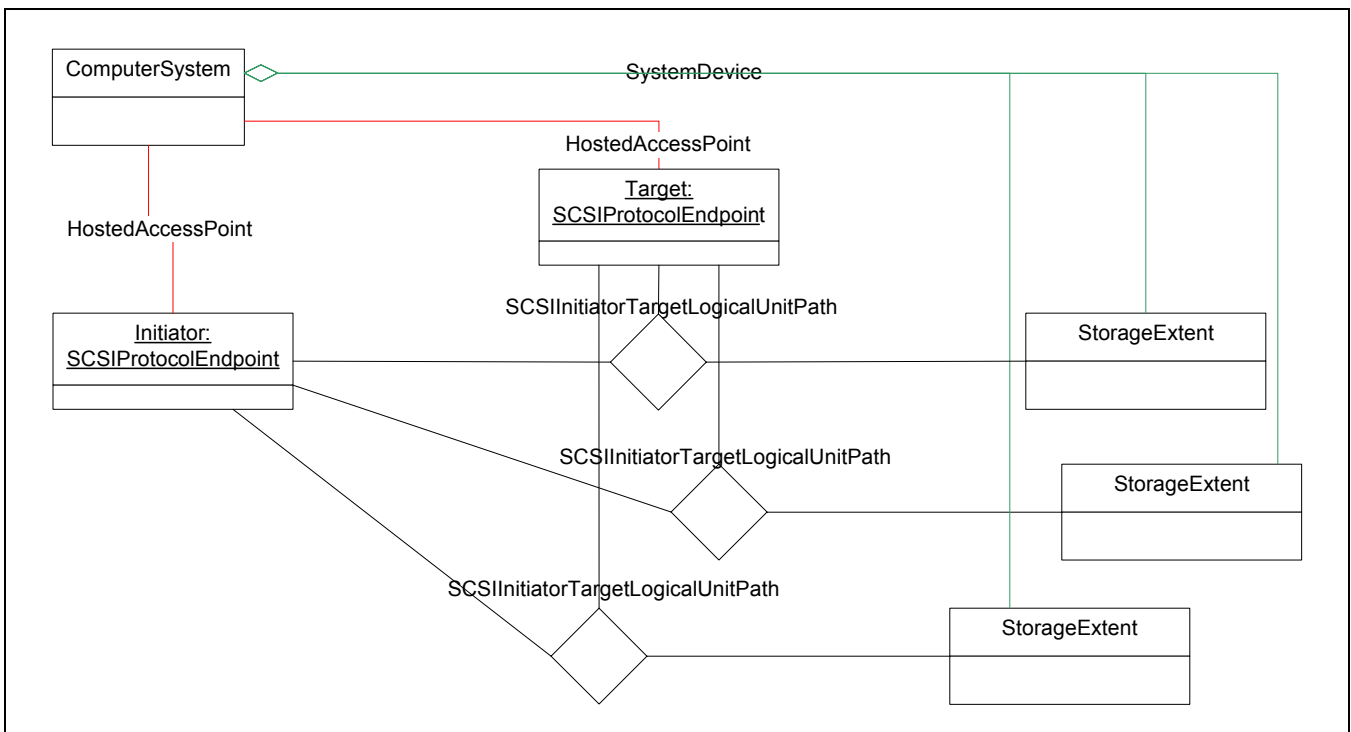 ComputerSystem
SystemDevice
HostedAccessPoint
Target:
SCSIProtocolEndpoint
HostedAccessPoint
SCSIInitiatorTargetLogicalUnitPath
Initiator:
SCSIProtocolEndpoint
StorageExtent
SCSIInitiatorTargetLogicalUnitPath
StorageExtent
SCSIInitiatorTargetLogicalUnitPath
StorageExtent